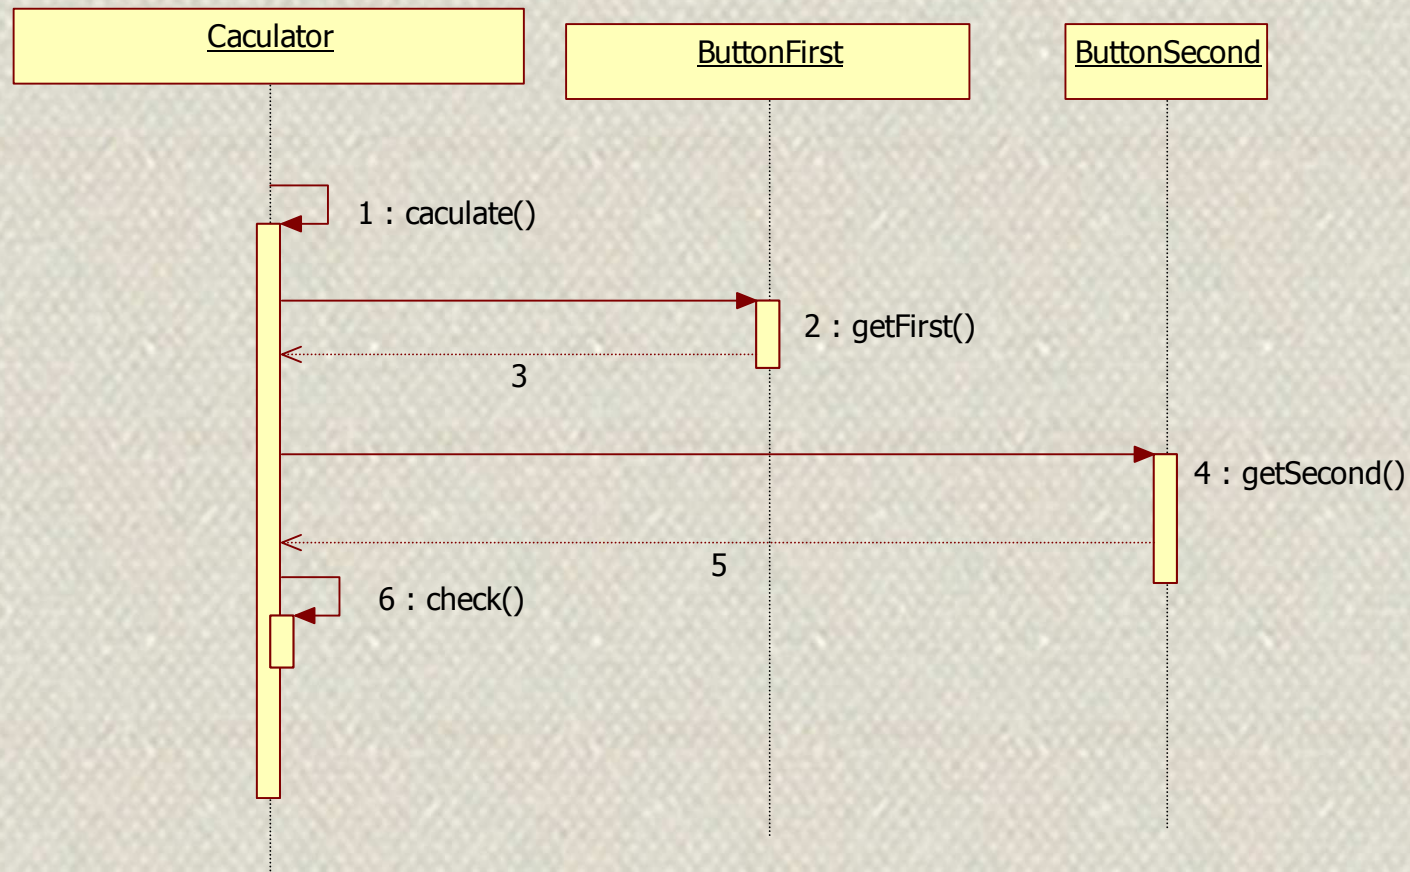 Caculator
ButtonFirst
ButtonSecond
1 : caculate()
2 : getFirst()
3
4 : getSecond()
5
6 : check()